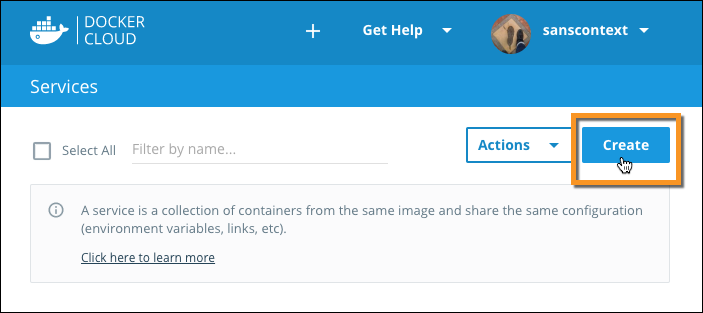 DOCKER
CLOUD
+ Get Help sanscontext
Services
Select All Filter by name... Actions Create
A service is a collection of containers from the same image and share the same configuration
(environment variables, links, etc).
Click here to learn more